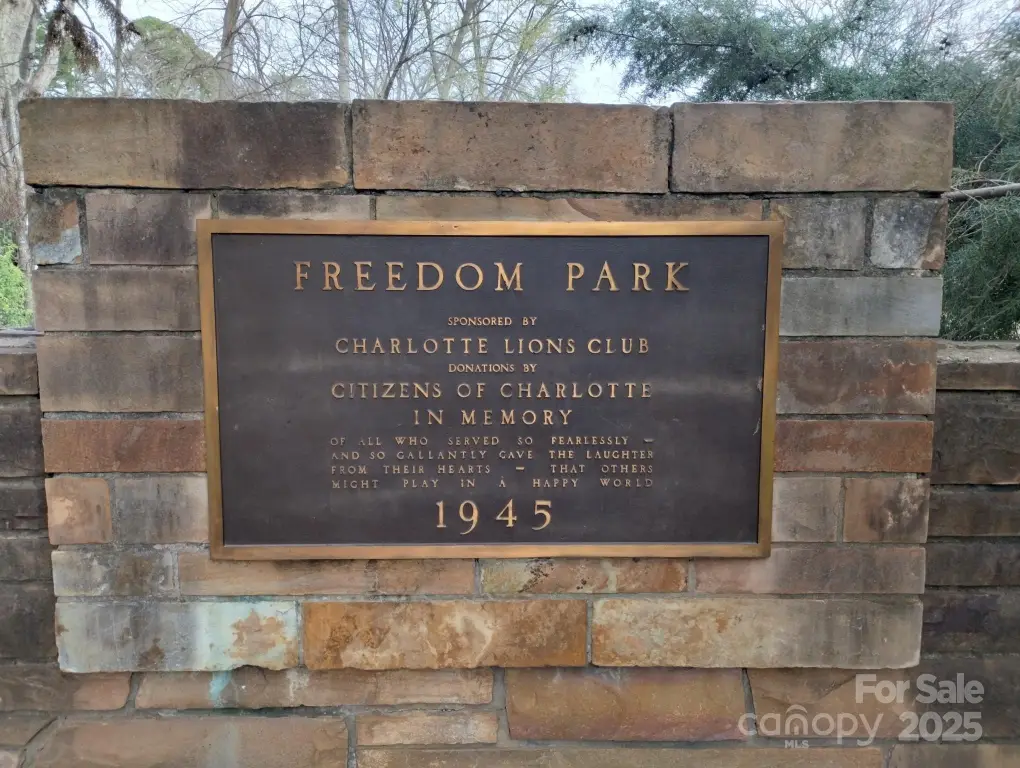 FREEDOM PARK
SPONSORED BY
CHARLOTTE LIONS CLUB
DONATIONS BY
CITIZENS OF CHARLOTTE
IN MEMORY
OF ALL WHO SERVED SO FEARLESSLY —
AND SO GALLANTLY GAVE THE LAUGHTER
FROM THEIR HEARTS — THAT OTHERS
MIGHT PLAY IN A HAPPY WORLD
1945
For Sale
canopy 2025
MLS